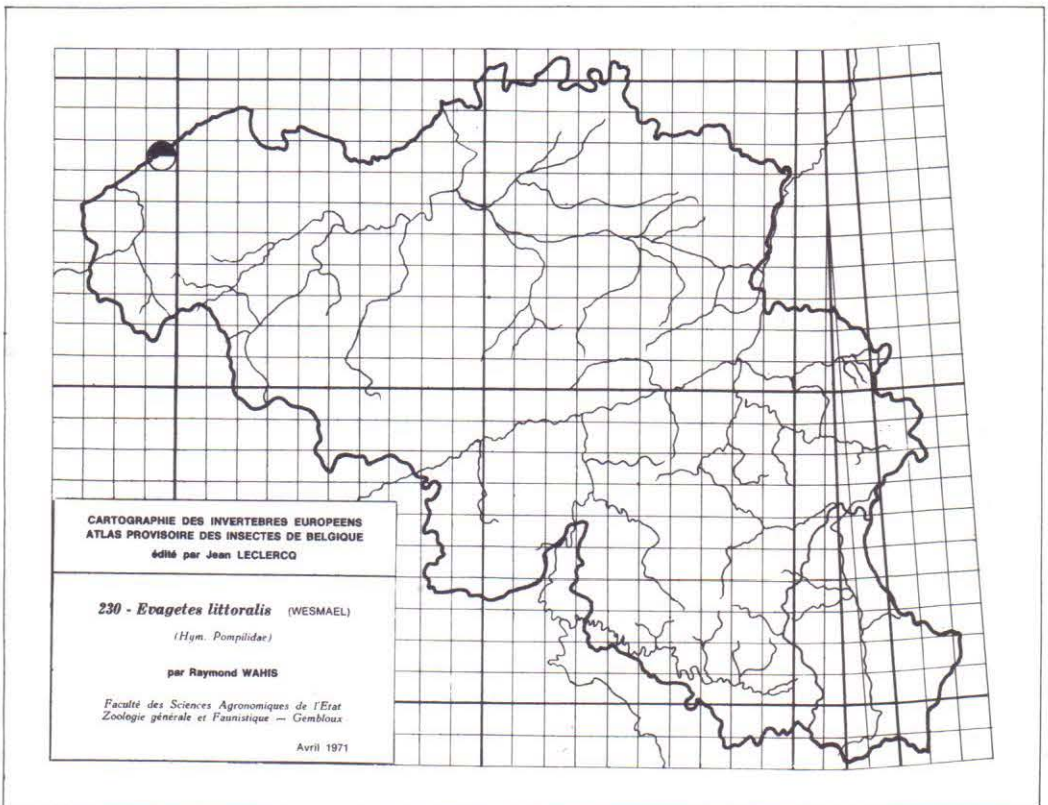 CARTOGRAPHIE DES INVERTEBRES EUROPEENS
ATLAS PROVISOIRE DES INSECTES DE BELGIQUE
édité par Jean LECLERCQ
230 - Evagetes littoralis (WESMAEL)
(Hym. Pompilidae)
par Raymond WAHIS
Faculté des Sciences Agronomiques de l'Etat
Zoologie générale et Faunistique — Gembloux
Avril 1971